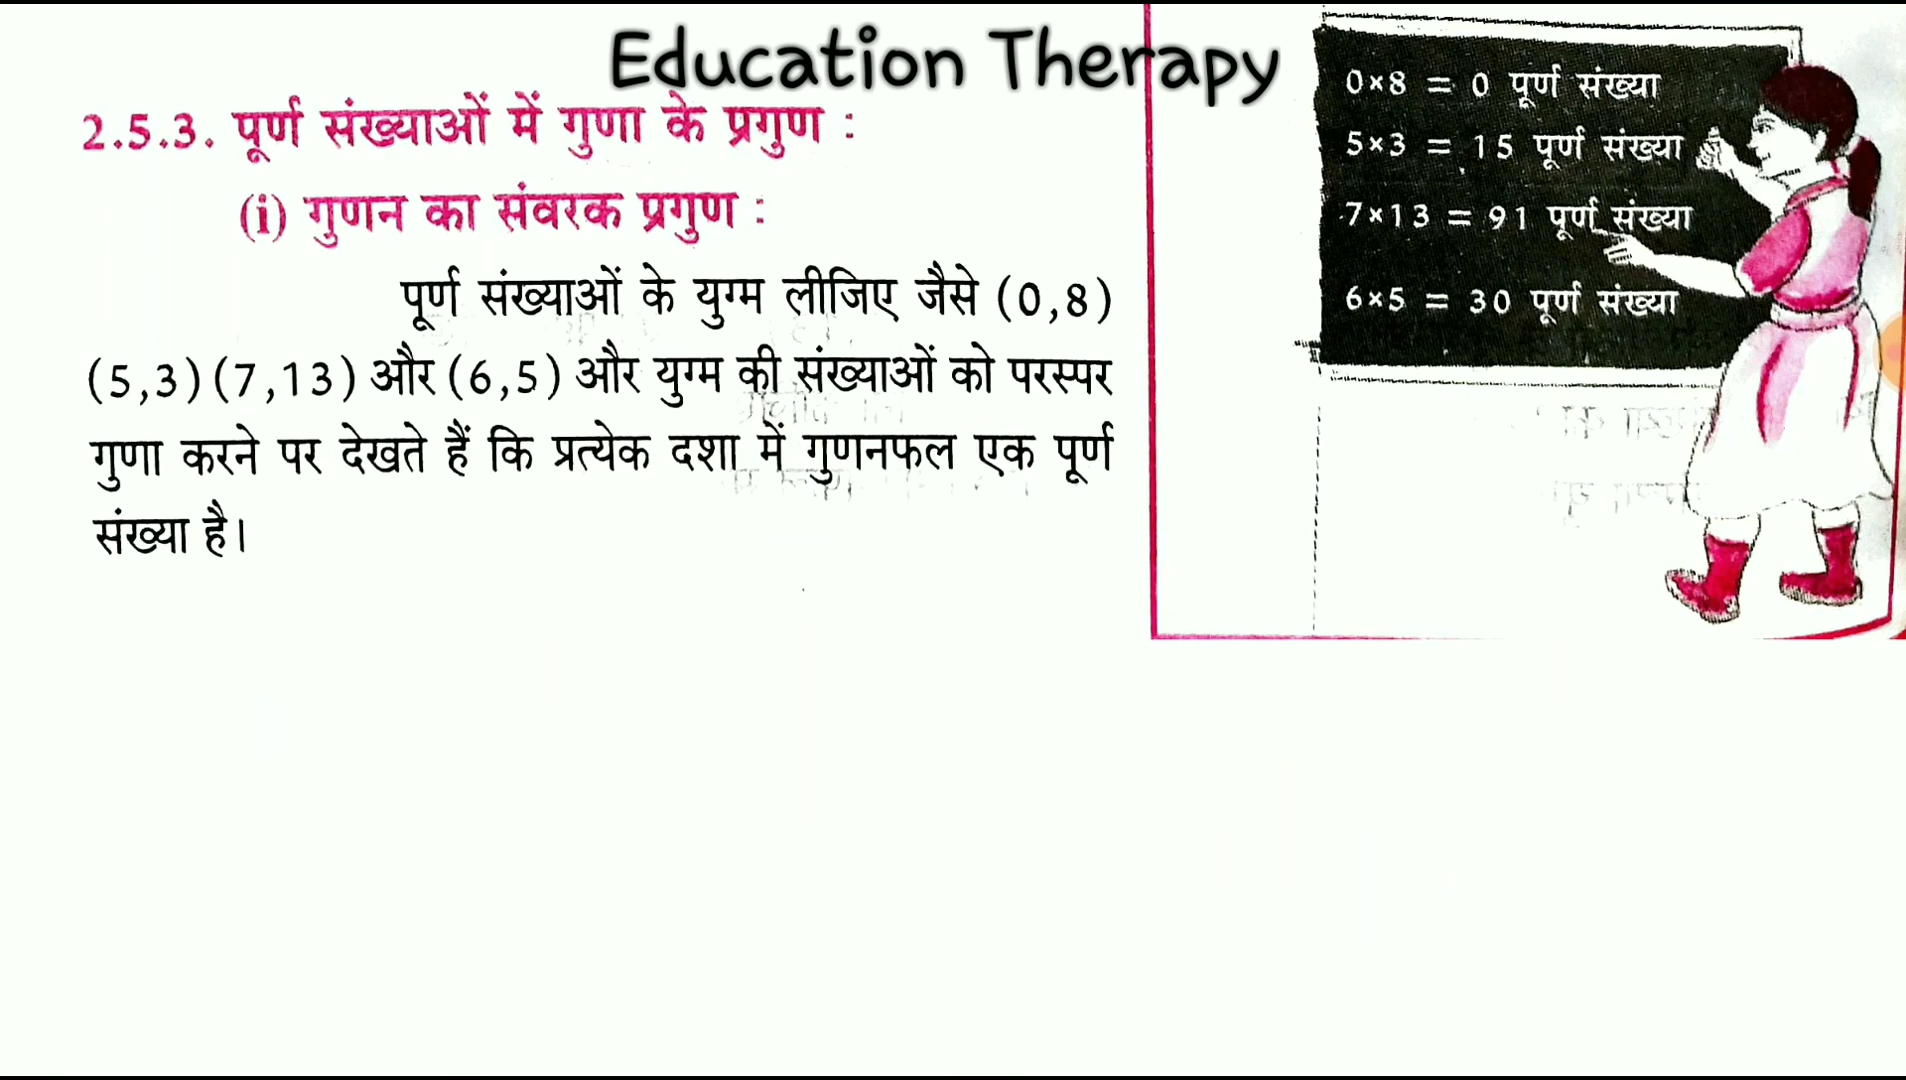 Education Therapy
2.5.3. पूर्ण संख्याओं में गुणा के प्रगुण :
(i) गुणन का संवरक प्रगुण :
पूर्ण संख्याओं के युग्म लीजिए जैसे (0,8)
(5,3)(7,13) और (6,5) और युग्म की संख्याओं को परस्पर
गुणा करने पर देखते हैं कि प्रत्येक दशा में गुणनफल एक पूर्ण
संख्या है।
0×8 = 0 पूर्ण संख्या
5×3 = 15 पूर्ण संख्या
7×13 = 91 पूर्ण संख्या
6×5 = 30 पूर्ण संख्या